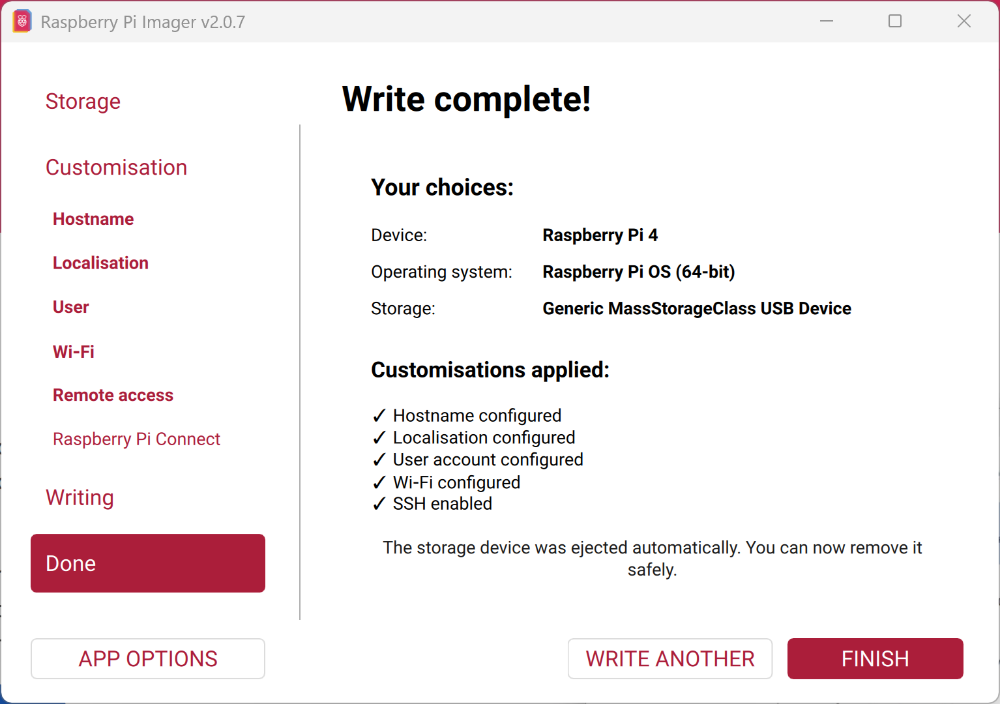 Raspberry Pi Imager v2.0.7
Storage
Customisation
Hostname
Localisation
User
Wi-Fi
Remote access
Raspberry Pi Connect
Writing
Done
APP OPTIONS
Write complete!
Your choices:
Device: Raspberry Pi 4
Operating system: Raspberry Pi OS (64-bit)
Storage: Generic MassStorageClass USB Device
Customisations applied:
✓ Hostname configured
✓ Localisation configured
✓ User account configured
✓ Wi-Fi configured
✓ SSH enabled
The storage device was ejected automatically. You can now remove it
safely.
WRITE ANOTHER
FINISH